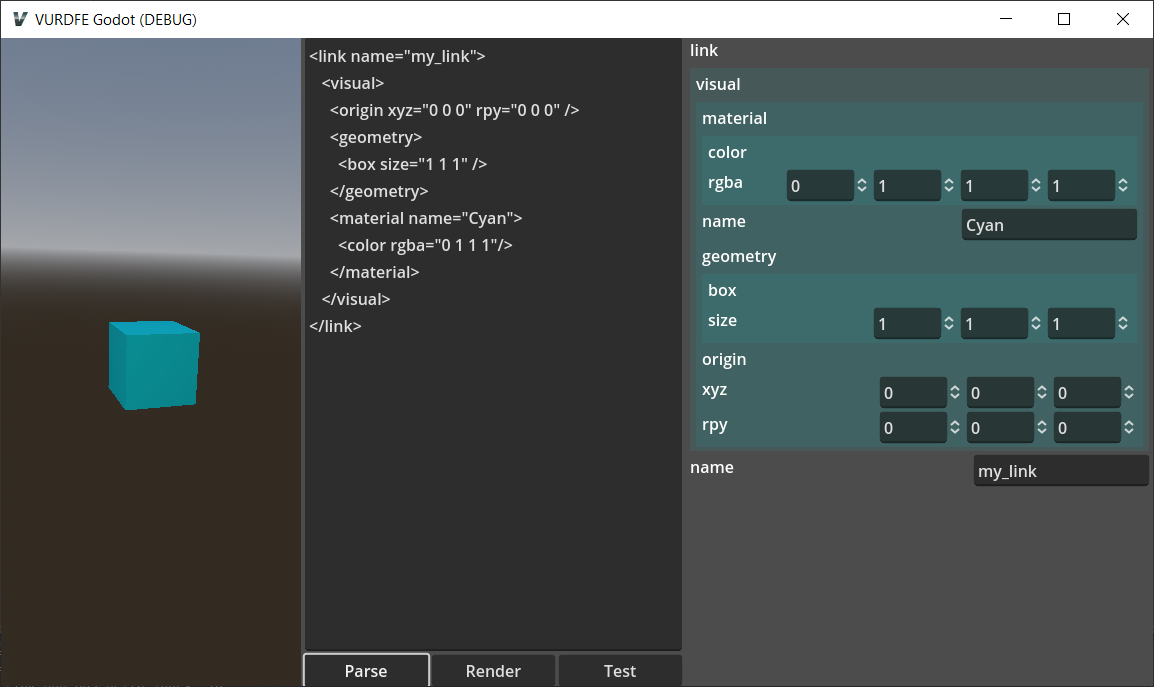 VURDFE Godot (DEBUG)
<link name="my_link">
<visual>
<origin xyz="0 0 0" rpy="0 0 0" />
<geometry>
<box size="1 1 1" />
</geometry>
<material name="Cyan">
<color rgba="0 1 1 1"/>
</material>
</visual>
</link>
Parse Render Test
link
visual
material
color
rgba 0 1 1 1
name Cyan
geometry
box
size 1 1 1
origin
xyz 0 0 0
rpy 0 0 0
name my_link